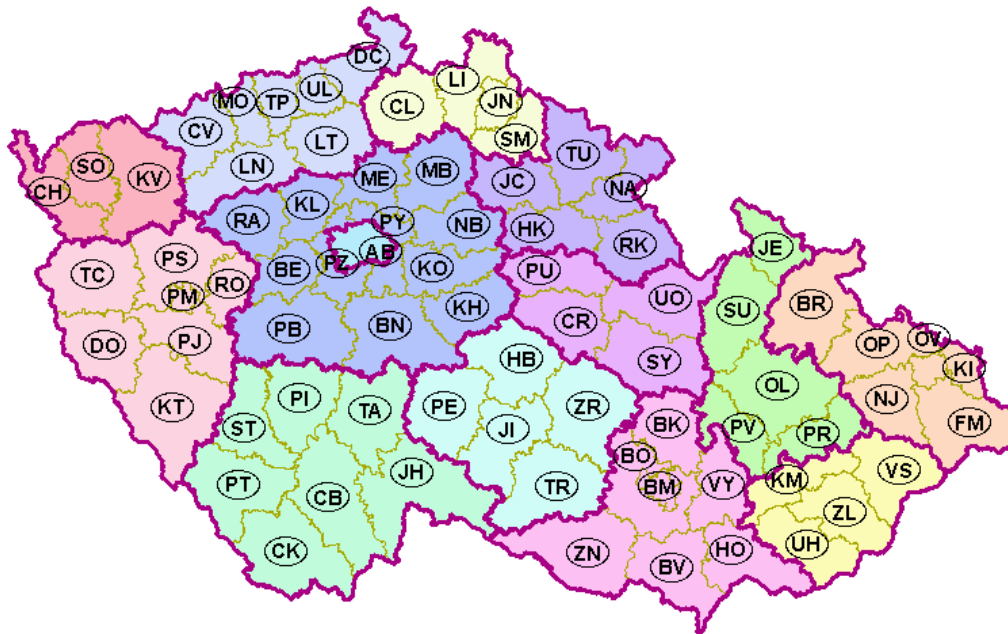 DC
LI
UL
MO
TP
CL
JN
CV
LT
SM
TU
SO
LN
ME
MB
JC
CH
KV
NA
KL
RA
PY
NB
HK
RK
AB
PS
PZ
JE
TC
BE
KO
PU
RO
PM
UO
BR
SU
KH
PB
BN
CR
OV
DO
PJ
OP
HB
SY
KI
OL
PI
NJ
KT
TA
PE
ZR
ST
JI
BK
FM
PV
PR
BO
JH
VS
PT
TR
BM
VY
KM
CB
ZL
CK
ZN
HO
UH
BV